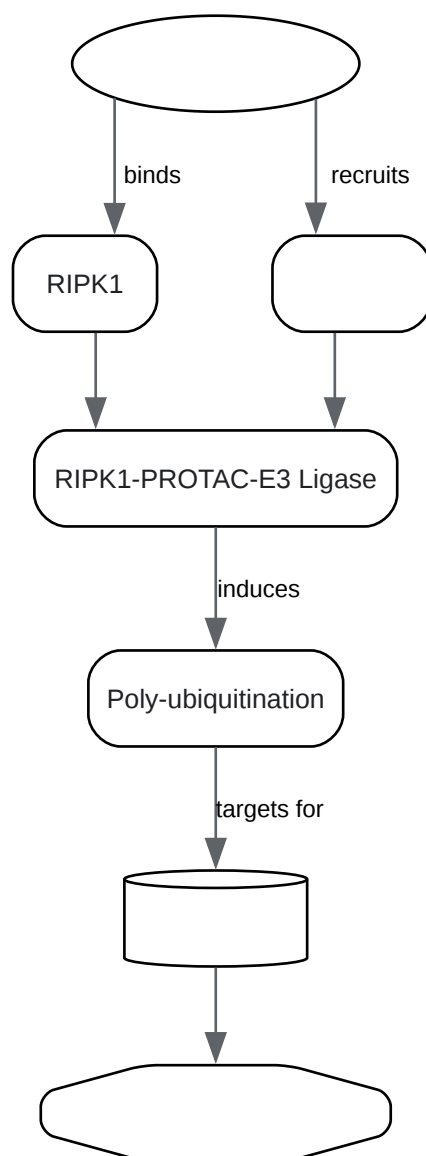 binds
recruits
RIPK1
RIPK1-PROTAC-E3 Ligase
induces
Poly-ubiquitination
targets for